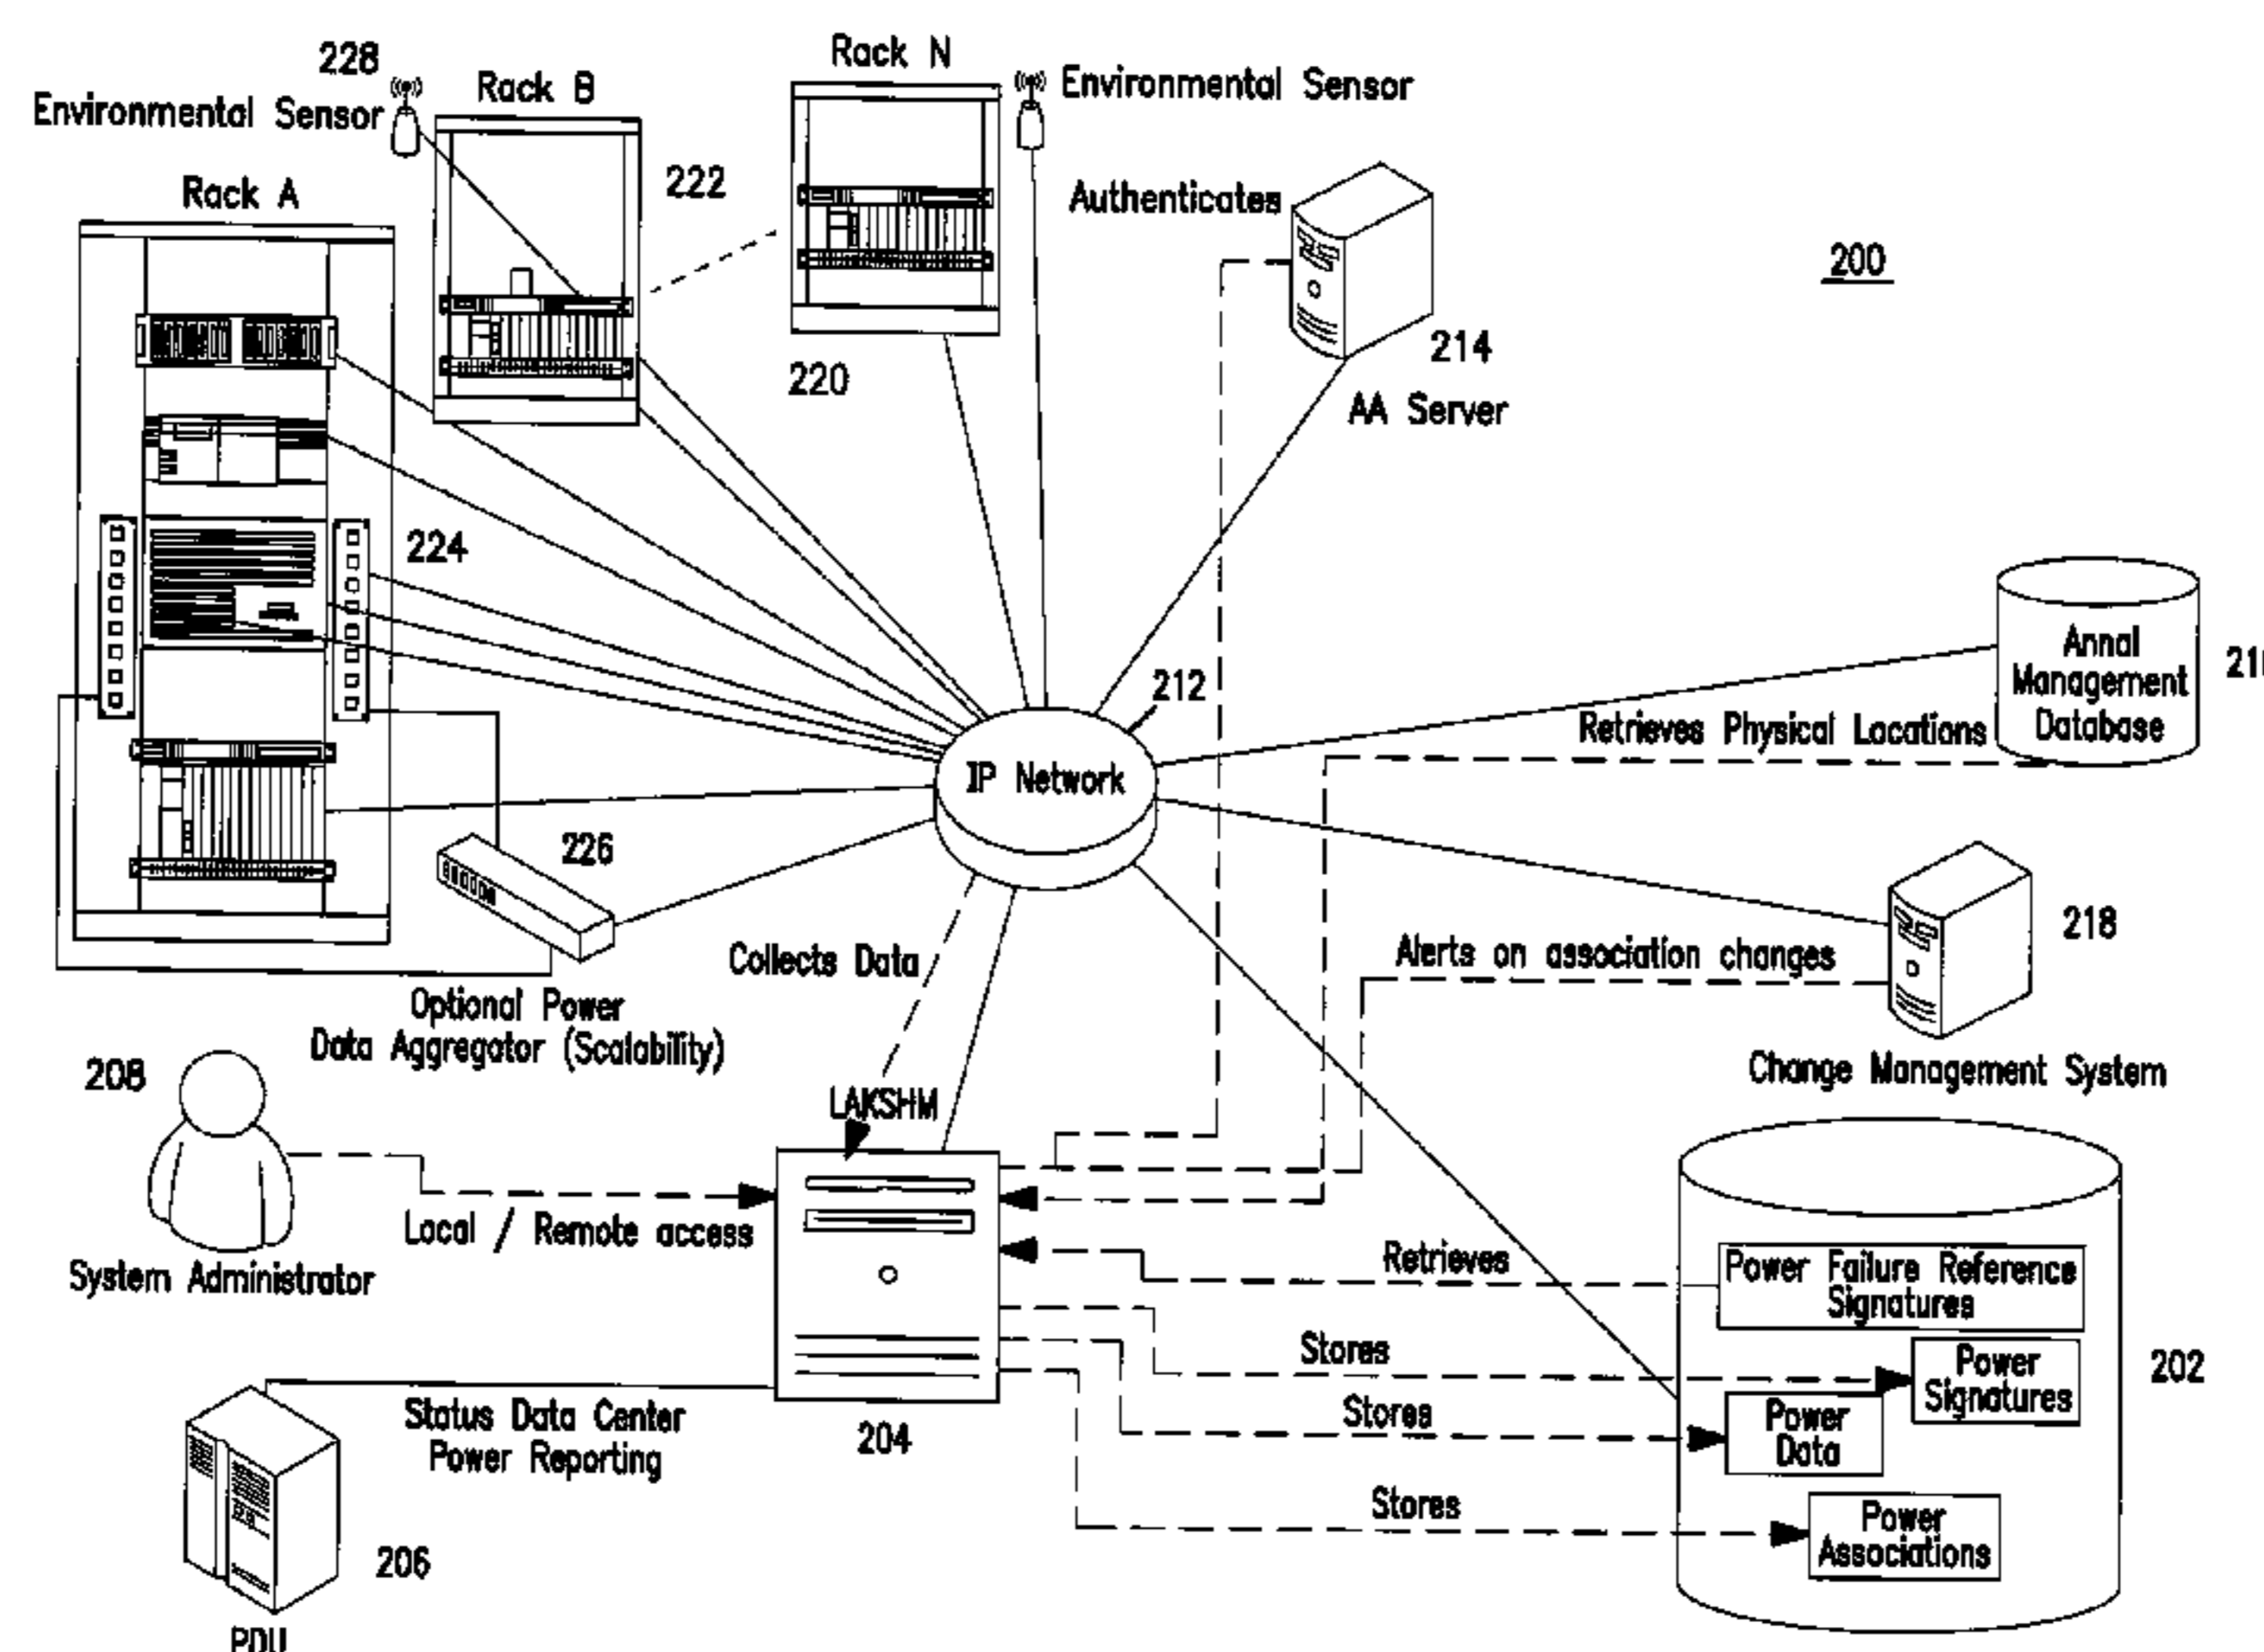 228
Rack N
Environmental Sensor
Rack B
Environmental Sensor
222
Rack A
Authenticates
200
214
220
AA Server
224
Annal
Management
Database
212
Retrieves Physical Locations
IP Network
226
218
Collects Data
Alerts on association changes
Optional Power
Data Aggregator (Scalability)
208
Change Management System
LAKSHM
Local / Remote access
System Administrator
Retrieves
Power Failure Reference
Signatures
Stores
Power
Signatures
202
Status Data Center
Power Reporting
204
Stores
Power
Data
Stores
Power
Associations
206
PDU